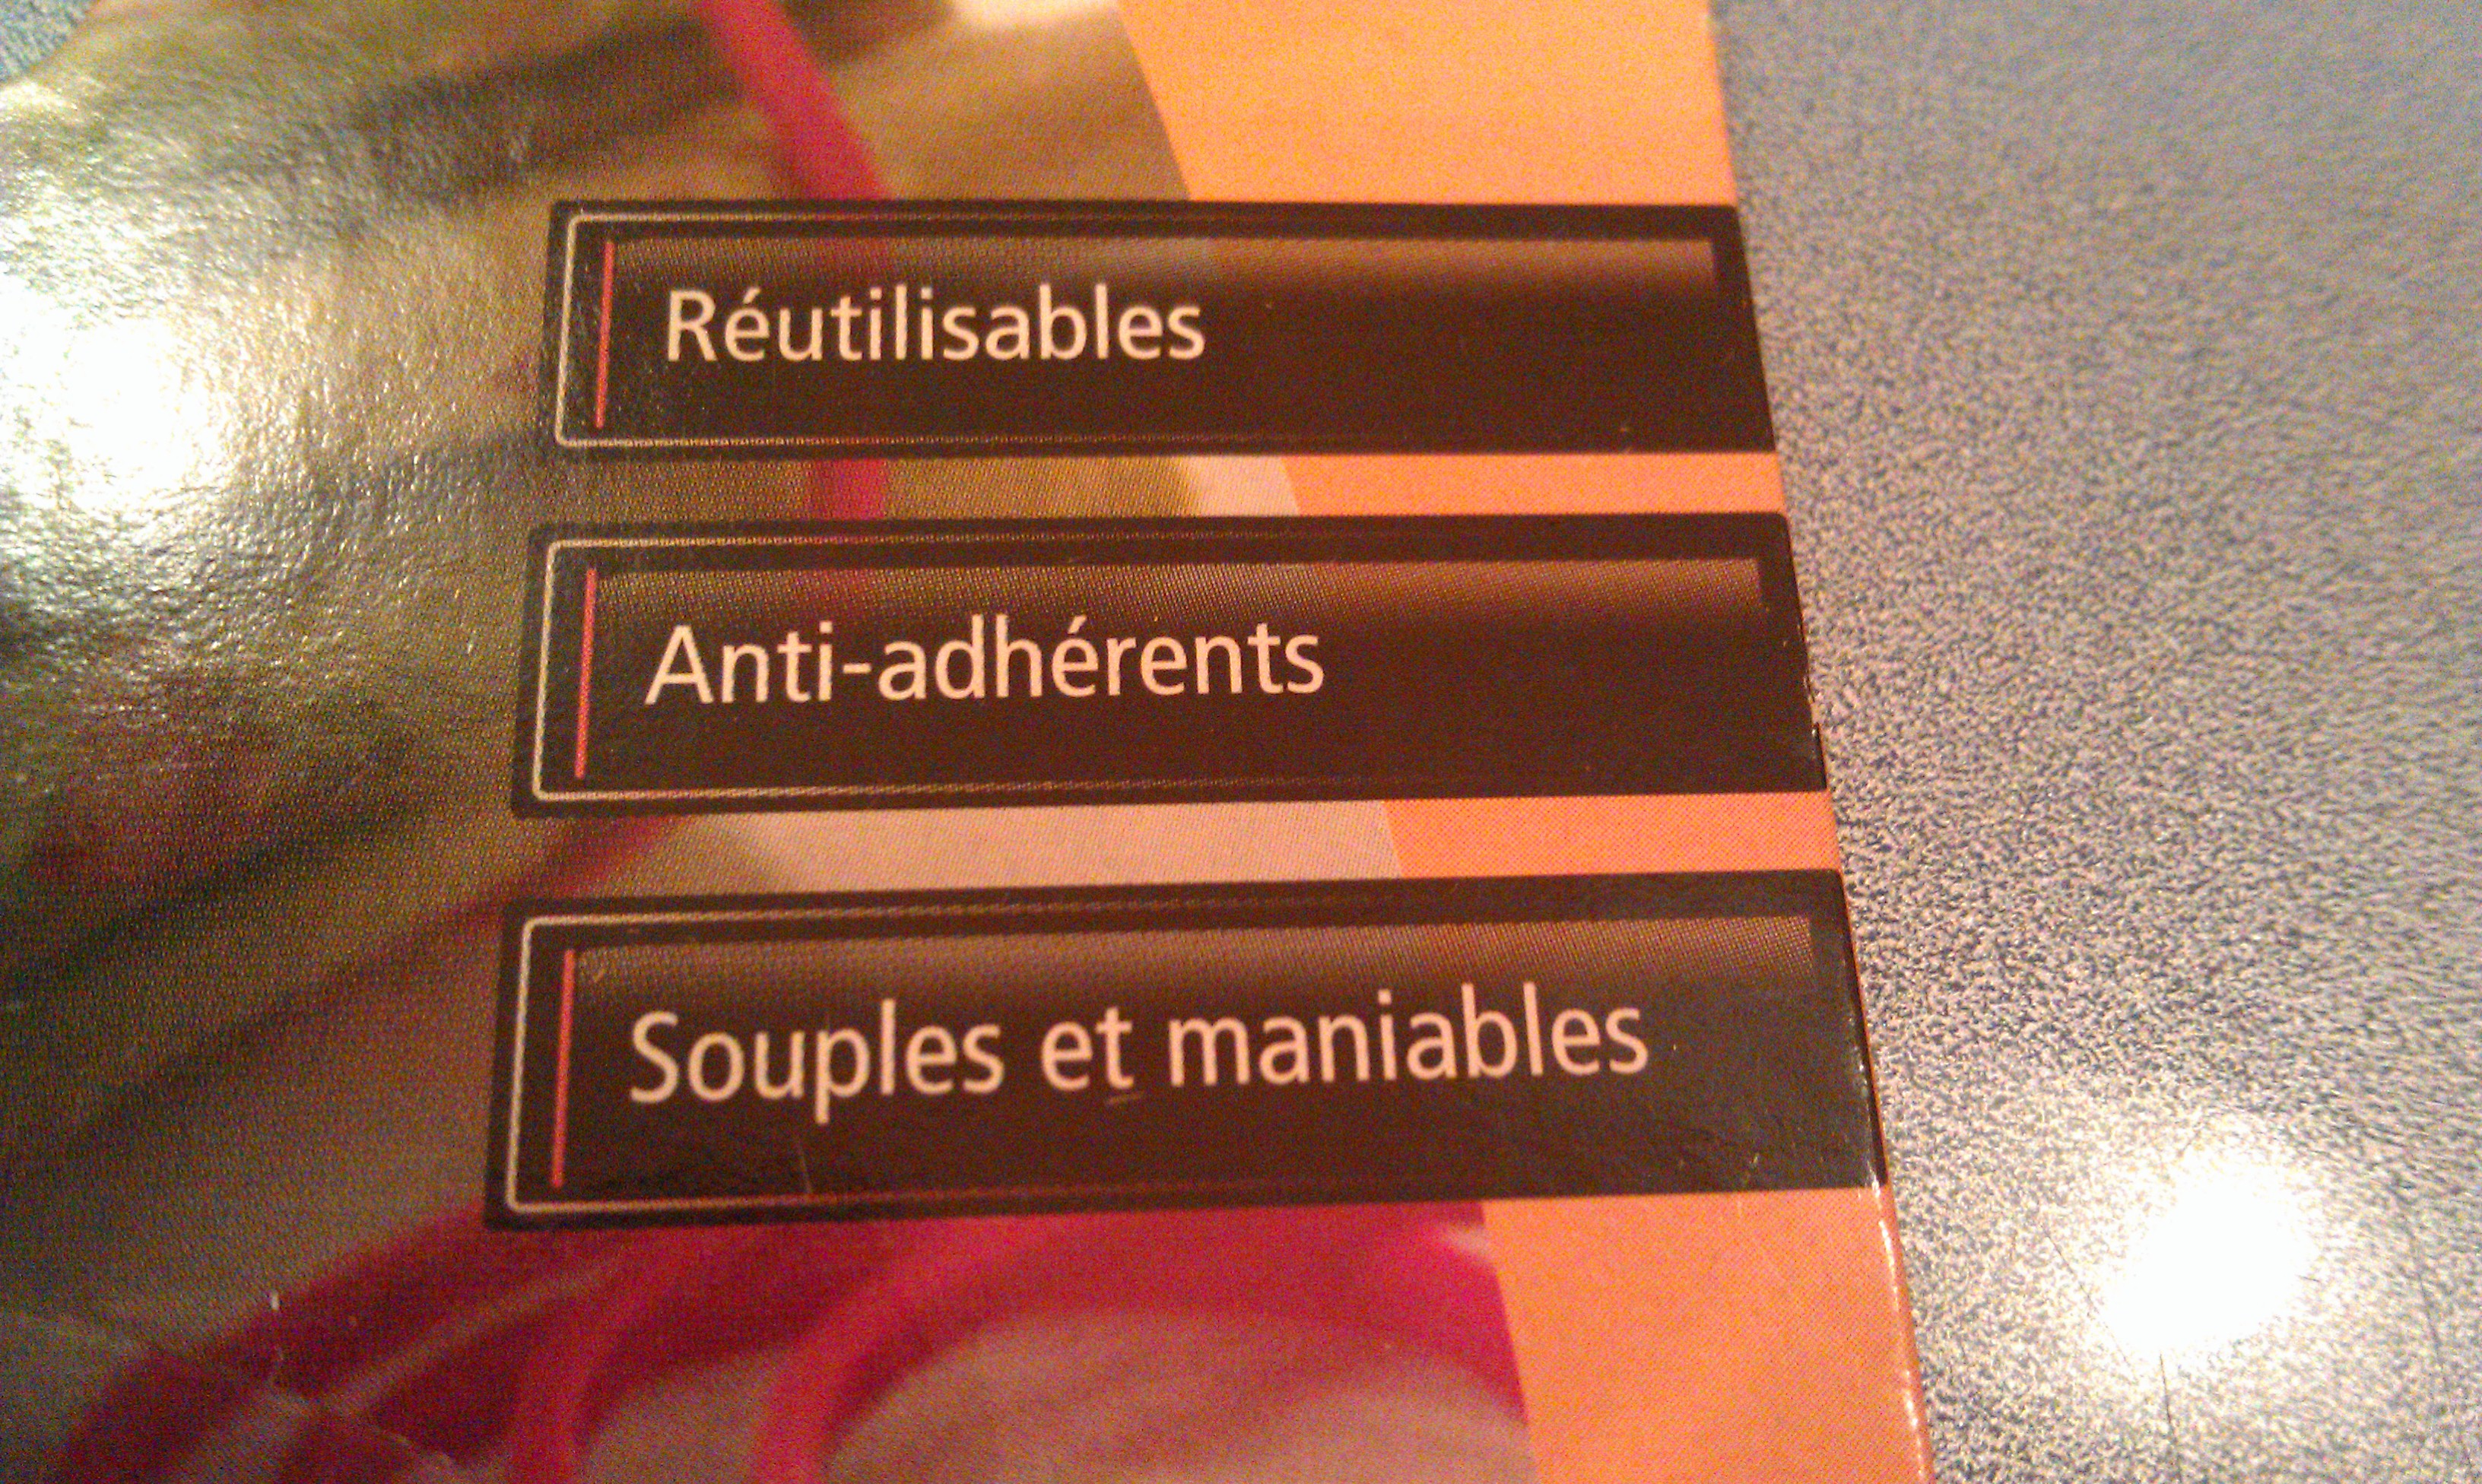 Réutilisables
Anti-adhérents
Souples et maniables